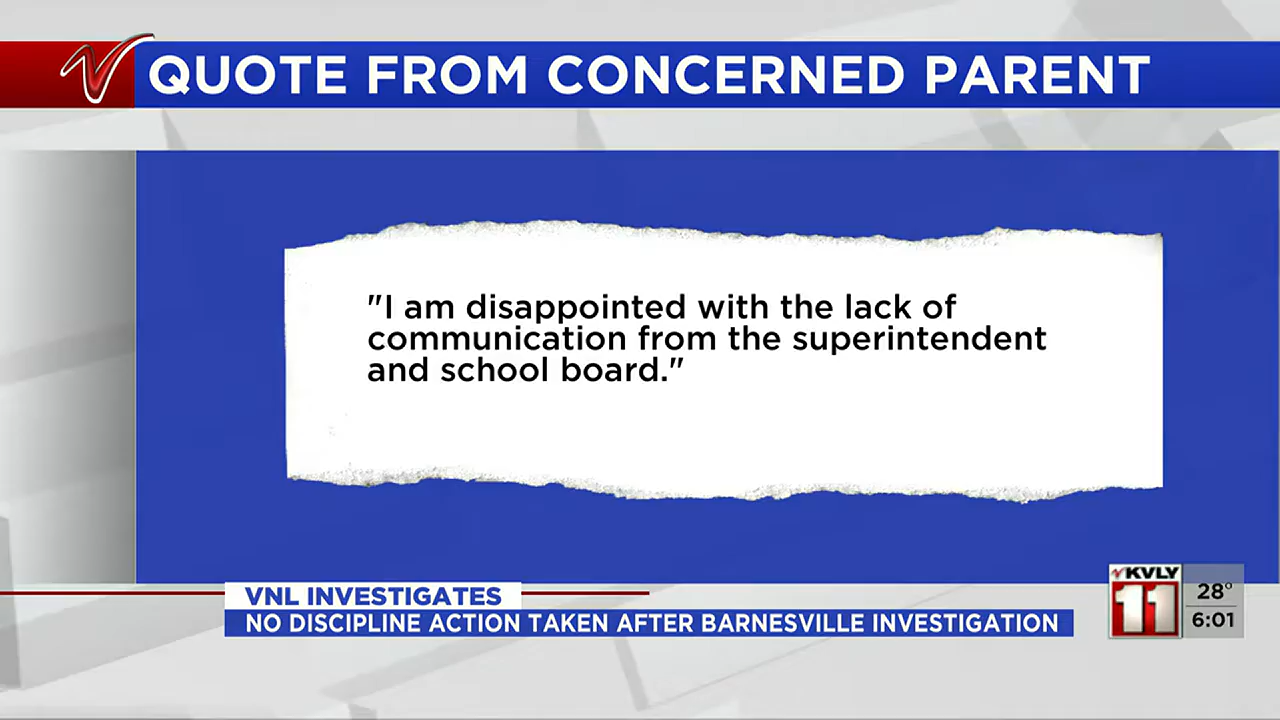 QUOTE FROM CONCERNED PARENT
"I am disappointed with the lack of
communication from the superintendent
and school board."
VNL INVESTIGATES
NO DISCIPLINE ACTION TAKEN AFTER BARNESVILLE INVESTIGATION
KVLY
11
28°
6:01